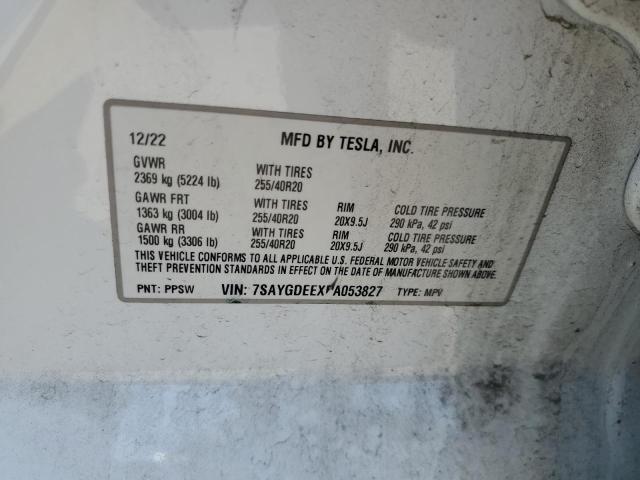 12/22 MFD BY TESLA, INC.
GVWR WITH TIRES
2369 kg (5224 lb) 255/40R20
GAWR FRT WITH TIRES RIM COLD TIRE PRESSURE
1363 kg (3004 lb) 255/40R20 20X9.5J 290 kPa, 42 psi
GAWR RR WITH TIRES RIM COLD TIRE PRESSURE
1500 kg (3306 lb) 255/40R20 20X9.5J 290 kPa, 42 psi
THIS VEHICLE CONFORMS TO ALL APPLICABLE U.S. FEDERAL MOTOR VEHICLE SAFETY AND
THEFT PREVENTION STANDARDS IN EFFECT ON THE DATE OF MANUFACTURE SHOWN ABOVE.
PNT: PPSW VIN: TYPE: MPV